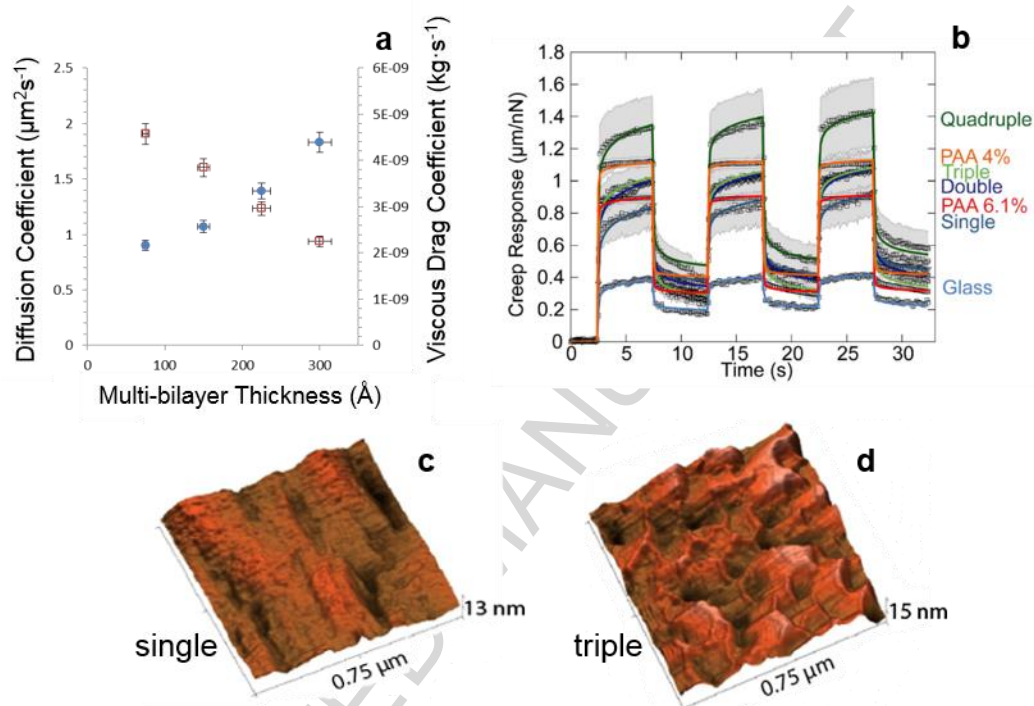 a
2.5
2
1.5
1
0.5
0
Diffusion Coefficient (µm²s⁻¹)
0
100
200
300
400
Multi-bilayer Thickness (Å)
6E-09
5E-09
4E-09
3E-09
2E-09
1E-09
0
Viscous Drag Coefficient (kg·s⁻¹)
b
1.8
1.6
1.4
1.2
1
0.8
0.6
0.4
0.2
0
Creep Response (µm/nN)
0 5 10 15 20 25 30
Time (s)
Quadruple
PAA 4%
Triple
Double
PAA 6.1%
Single
Glass
c
13 nm
single
0.75 µm
d
15 nm
triple
0.75 µm